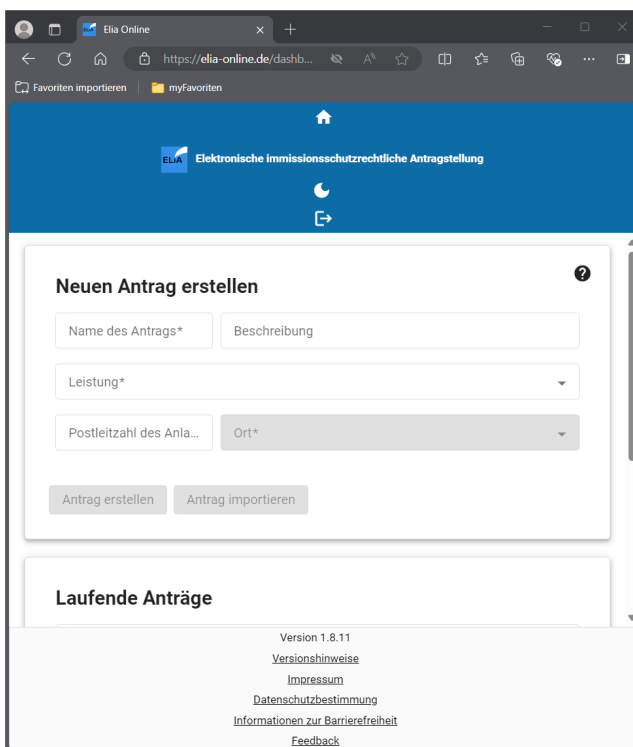 Elia Online
https://elia-online.de/dashb...
Favoriten importieren
myFavoriten
ELiA
Elektronische immissionsschutzrechtliche Antragstellung
Neuen Antrag erstellen
Name des Antrags*
Beschreibung
Leistung*
Postleitzahl des Anla...
Ort*
Antrag erstellen
Antrag importieren
Laufende Anträge
Version 1.8.11
Versionshinweise
Impressum
Datenschutzbestimmung
Informationen zur Barrierefreiheit
Feedback